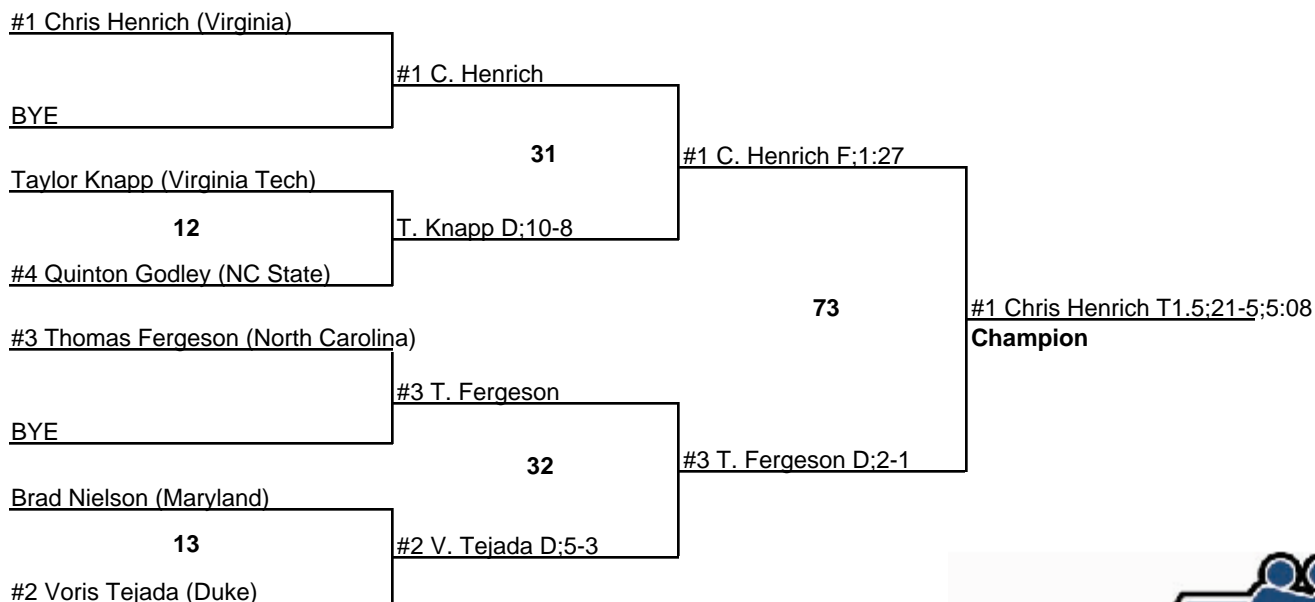 #1 Chris Henrich (Virginia)
#1 C. Henrich
BYE
31
#1 C. Henrich F;1:27
Taylor Knapp (Virginia Tech)
12
T. Knapp D;10-8
#4 Quinton Godley (NC State)
73
#1 Chris Henrich T1.5;21-5;5:08
Champion
#3 Thomas Fergeson (North Carolina)
#3 T. Fergeson
BYE
32
#3 T. Fergeson D;2-1
Brad Nielson (Maryland)
13
#2 V. Tejada D;5-3
#2 Voris Tejada (Duke)